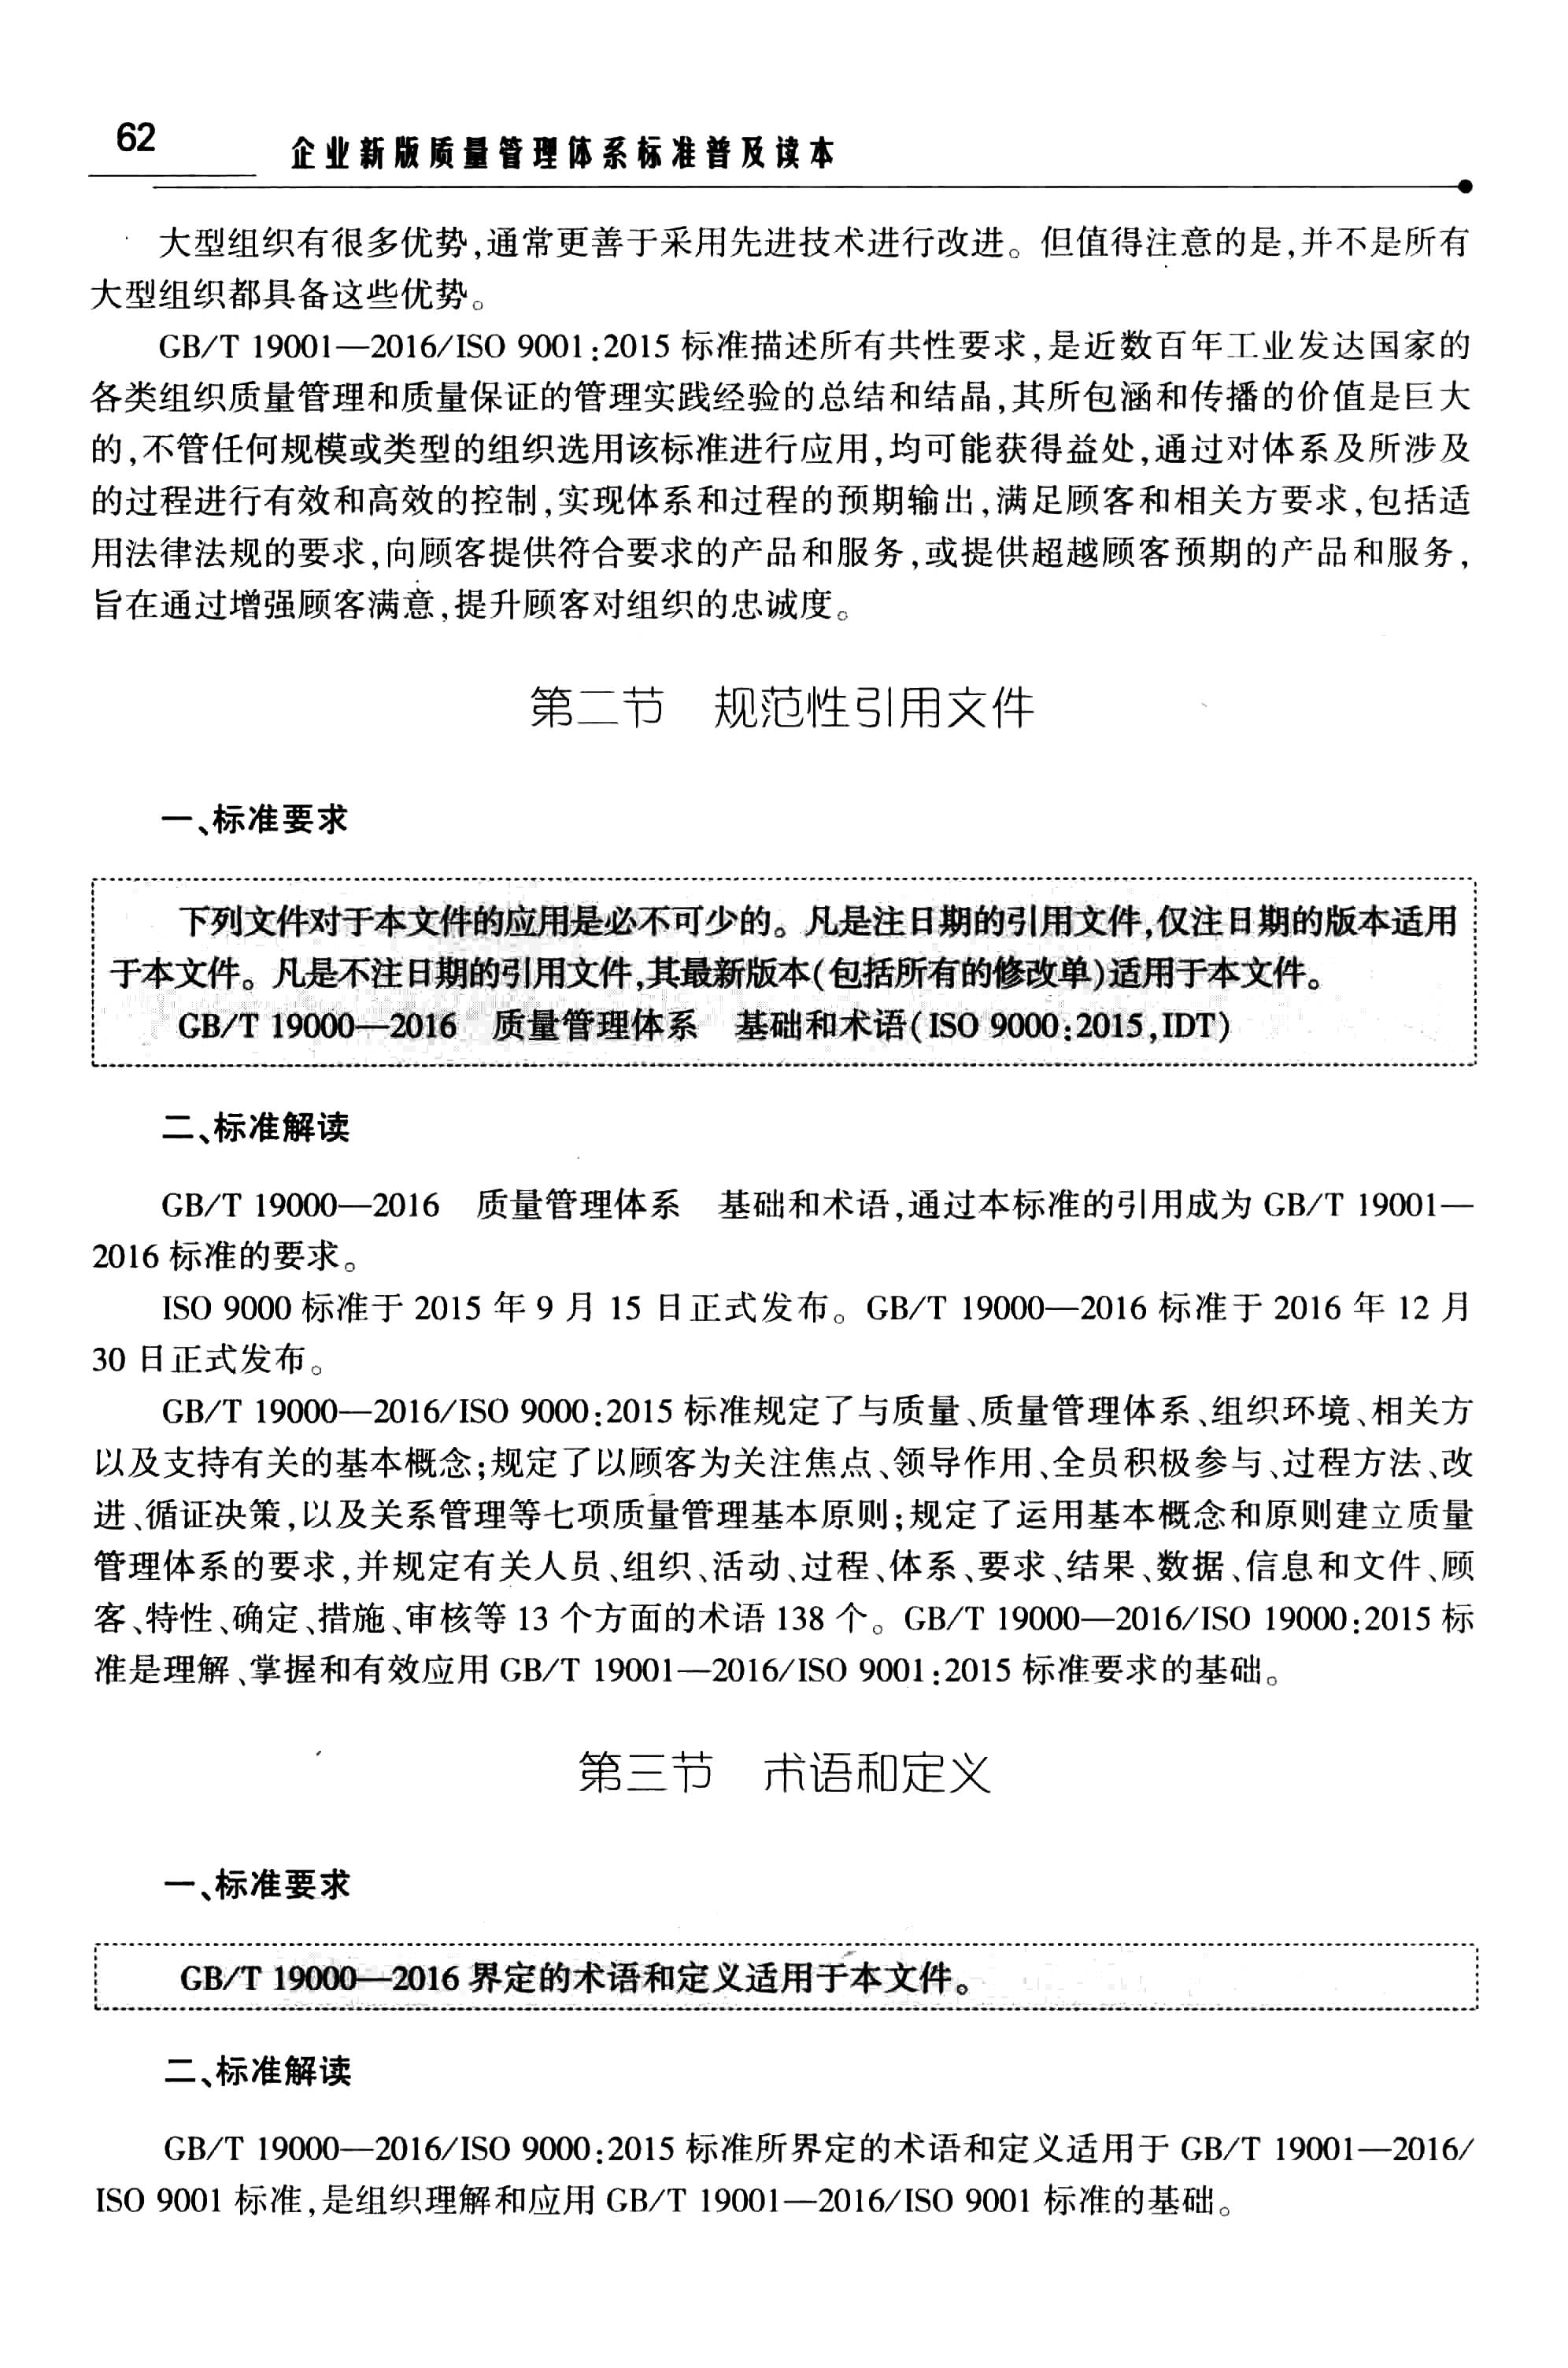 62
企业新版质量管理体系标准普及读本
大型组织有很多优势,通常更善于采用先进技术进行改进。但值得注意的是,并不是所有
大型组织都具备这些优势。
GB/T 19001—2016/ISO 9001:2015 标准描述所有共性要求,是近数百年工业发达国家的
各类组织质量管理和质量保证的管理实践经验的总结和结晶,其所包涵和传播的价值是巨大
的,不管任何规模或类型的组织选用该标准进行应用,均可能获得益处,通过对体系及所涉及
的过程进行有效和高效的控制,实现体系和过程的预期输出,满足顾客和相关方要求,包括适
用法律法规的要求,向顾客提供符合要求的产品和服务,或提供超越顾客预期的产品和服务,
旨在通过增强顾客满意,提升顾客对组织的忠诚度。
第二节 规范性引用文件
一、标准要求
下列文件对于本文件的应用是必不可少的。凡是注日期的引用文件,仅注日期的版本适用
于本文件。凡是不注日期的引用文件,其最新版本(包括所有的修改单)适用于本文件。
GB/T 19000—2016 质量管理体系 基础和术语(ISO 9000:2015,IDT)
二、标准解读
GB/T 19000—2016 质量管理体系 基础和术语,通过本标准的引用成为 GB/T 19001—
2016 标准的要求。
ISO 9000 标准于 2015 年 9 月 15 日正式发布。GB/T 19000—2016 标准于 2016 年 12 月
30 日正式发布。
GB/T 19000—2016/ISO 9000:2015 标准规定了与质量、质量管理体系、组织环境、相关方
以及支持有关的基本概念;规定了以顾客为关注焦点、领导作用、全员积极参与、过程方法、改
进、循证决策,以及关系管理等七项质量管理基本原则;规定了运用基本概念和原则建立质量
管理体系的要求,并规定有关人员、组织、活动、过程、体系、要求、结果、数据、信息和文件、顾
客、特性、确定、措施、审核等 13 个方面的术语 138 个。GB/T 19000—2016/ISO 19000:2015 标
准是理解、掌握和有效应用 GB/T 19001—2016/ISO 9001:2015 标准要求的基础。
第三节 术语和定义
一、标准要求
GB/T 19000—2016 界定的术语和定义适用于本文件。
二、标准解读
GB/T 19000—2016/ISO 9000:2015 标准所界定的术语和定义适用于 GB/T 19001—2016/
ISO 9001 标准,是组织理解和应用 GB/T 19001—2016/ISO 9001 标准的基础。